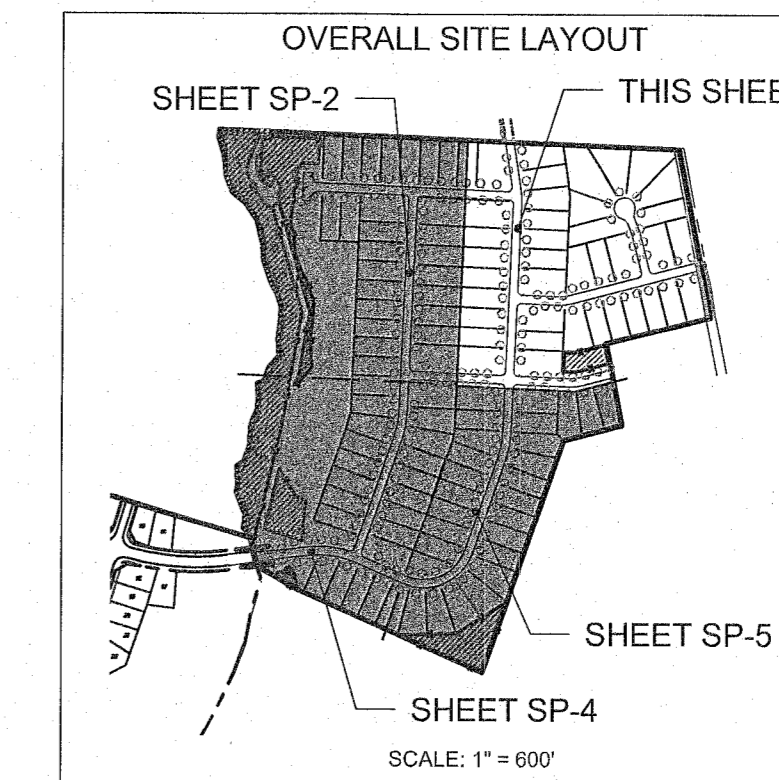 OVERALL SITE LAYOUT
SHEET SP-2
THIS SHEE
SHEET SP-5
SHEET SP-4
SCALE: 1" = 600'